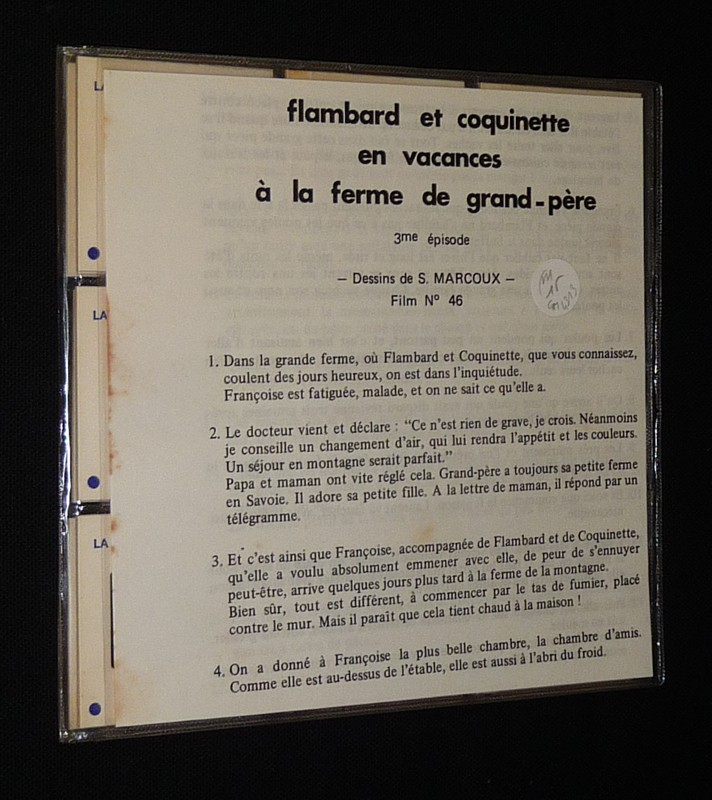 flambard et coquinette
en vacances
à la ferme de grand-père
3me épisode
– Dessins de S. MARCOUX –
Film N° 46
1. Dans la grande ferme, où Flambard et Coquinette, que vous connaissez,
coulent des jours heureux, on est dans l'inquiétude.
Françoise est fatiguée, malade, et on ne sait ce qu'elle a.
2. Le docteur vient et déclare : "Ce n'est rien de grave, je crois. Néanmoins
je conseille un changement d'air, qui lui rendra l'appétit et les couleurs.
Un séjour en montagne serait parfait."
Papa et maman ont vite réglé cela. Grand-père a toujours sa petite ferme
en Savoie. Il adore sa petite fille. A la lettre de maman, il répond par un
télégramme.
3. Et c'est ainsi que Françoise, accompagnée de Flambard et de Coquinette,
qu'elle a voulu absolument emmener avec elle, de peur de s'ennuyer
peut-être, arrive quelques jours plus tard à la ferme de la montagne.
Bien sûr, tout est différent, à commencer par le tas de fumier, placé
contre le mur. Mais il paraît que cela tient chaud à la maison !
4. On a donné à Françoise la plus belle chambre, la chambre d'amis.
Comme elle est au-dessus de l'étable, elle est aussi à l'abri du froid.
LA
LA
LA